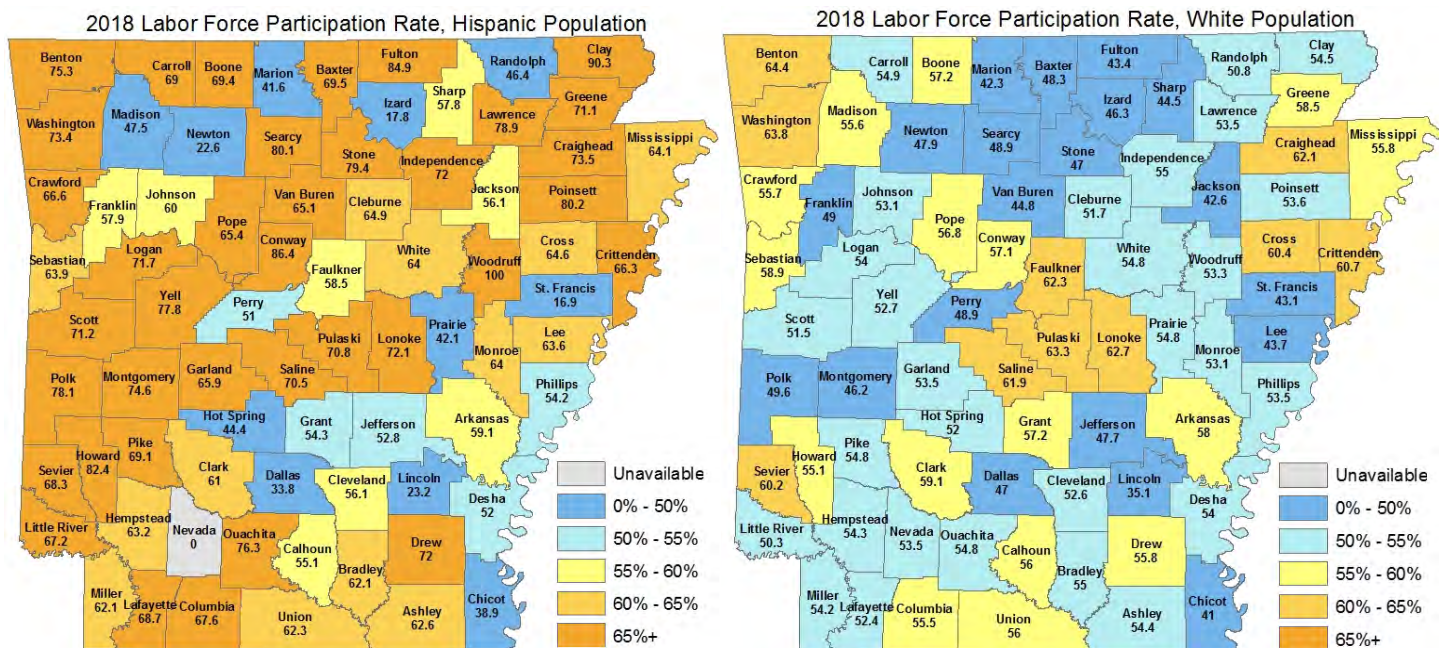 2018 Labor Force Participation Rate, Hispanic Population
Benton
75.3
Carroll
69
Boone
69.4
Marion
41.6
Baxter
69.5
Fulton
84.9
Randolph
46.4
Clay
90.3
Sharp
57.8
Izard
17.8
Greene
71.1
Lawrence
78.9
Washington
73.4
Madison
47.5
Newton
22.6
Searcy
80.1
Stone
79.4
Independence
72
Craighead
73.5
Mississippi
64.1
Crawford
66.6
Franklin
57.9
Johnson
60
Pope
65.4
Van Buren
65.1
Cleburne
64.9
Jackson
56.1
Poinsett
80.2
Sebastian
63.9
Logan
71.7
Conway
86.4
Faulkner
58.5
White
64
Woodruff
100
Cross
64.6
Crittenden
66.3
St. Francis
16.9
Scott
71.2
Yell
77.8
Perry
51
Pulaski
70.8
Lonoke
72.1
Prairie
42.1
Monroe
64
Lee
63.6
Polk
78.1
Montgomery
74.6
Garland
65.9
Saline
70.5
Phillips
54.2
Hot Spring
44.4
Grant
54.3
Jefferson
52.8
Arkansas
59.1
Sevier
68.3
Howard
82.4
Pike
69.1
Clark
61
Dallas
33.8
Cleveland
56.1
Lincoln
23.2
Desha
52
Little River
67.2
Hempstead
63.2
Nevada
0
Ouachita
76.3
Calhoun
55.1
Bradley
62.1
Drew
72
Miller
62.1
Lafayette
68.7
Columbia
67.6
Union
62.3
Ashley
62.6
Chicot
38.9
Unavailable
0% - 50%
50% - 55%
55% - 60%
60% - 65%
65%+
2018 Labor Force Participation Rate, White Population
Benton
64.4
Carroll
54.9
Boone
57.2
Marion
42.3
Baxter
48.3
Fulton
43.4
Randolph
50.8
Clay
54.5
Sharp
44.5
Izard
46.3
Greene
58.5
Lawrence
53.5
Washington
63.8
Madison
55.6
Newton
47.9
Searcy
48.9
Stone
47
Independence
55
Craighead
62.1
Mississippi
55.8
Crawford
55.7
Franklin
49
Johnson
53.1
Pope
56.8
Van Buren
44.8
Cleburne
51.7
Jackson
42.6
Poinsett
53.6
Sebastian
58.9
Logan
54
Conway
57.1
Faulkner
62.3
White
54.8
Woodruff
53.3
Cross
60.4
Crittenden
60.7
St. Francis
43.1
Scott
51.5
Yell
52.7
Perry
48.9
Pulaski
63.3
Lonoke
62.7
Prairie
54.8
Monroe
53.1
Lee
43.7
Polk
49.6
Montgomery
46.2
Garland
53.5
Saline
61.9
Phillips
53.5
Hot Spring
52
Grant
57.2
Jefferson
47.7
Arkansas
58
Sevier
60.2
Howard
55.1
Pike
54.8
Clark
59.1
Dallas
47
Cleveland
52.6
Lincoln
35.1
Desha
54
Little River
50.3
Hempstead
54.3
Nevada
53.5
Ouachita
54.8
Calhoun
56
Bradley
55
Drew
55.8
Miller
54.2
Lafayette
52.4
Columbia
55.5
Union
56
Ashley
54.4
Chicot
41
Unavailable
0% - 50%
50% - 55%
55% - 60%
60% - 65%
65%+